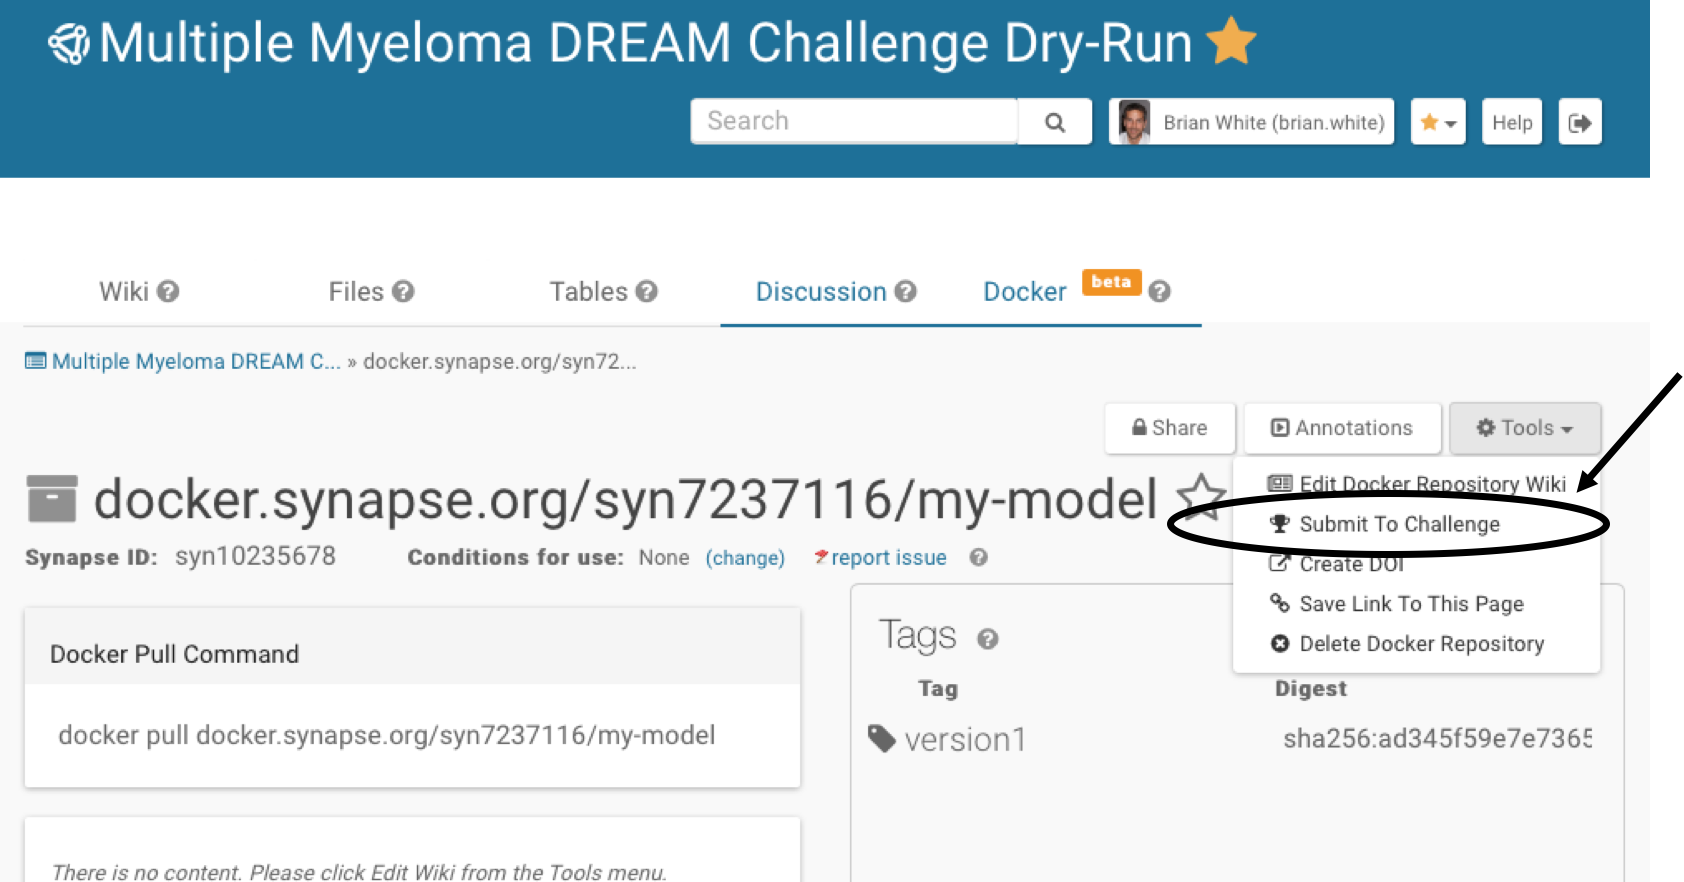 Multiple Myeloma DREAM Challenge Dry-Run
Search
Brian White (brian.white)
Help
Wiki
Files
Tables
Discussion
Docker beta
Multiple Myeloma DREAM C... » docker.synapse.org/syn72...
Share
Annotations
Tools
Edit Docker Repository Wiki
Submit To Challenge
Create DOI
Save Link To This Page
Delete Docker Repository
docker.synapse.org/syn7237116/my-model
Synapse ID: syn10235678 Conditions for use: None (change) report issue
Docker Pull Command
docker pull docker.synapse.org/syn7237116/my-model
There is no content. Please click Edit Wiki from the Tools menu.
Tags
Tag Digest
version1 sha256:ad345f59e7e7365